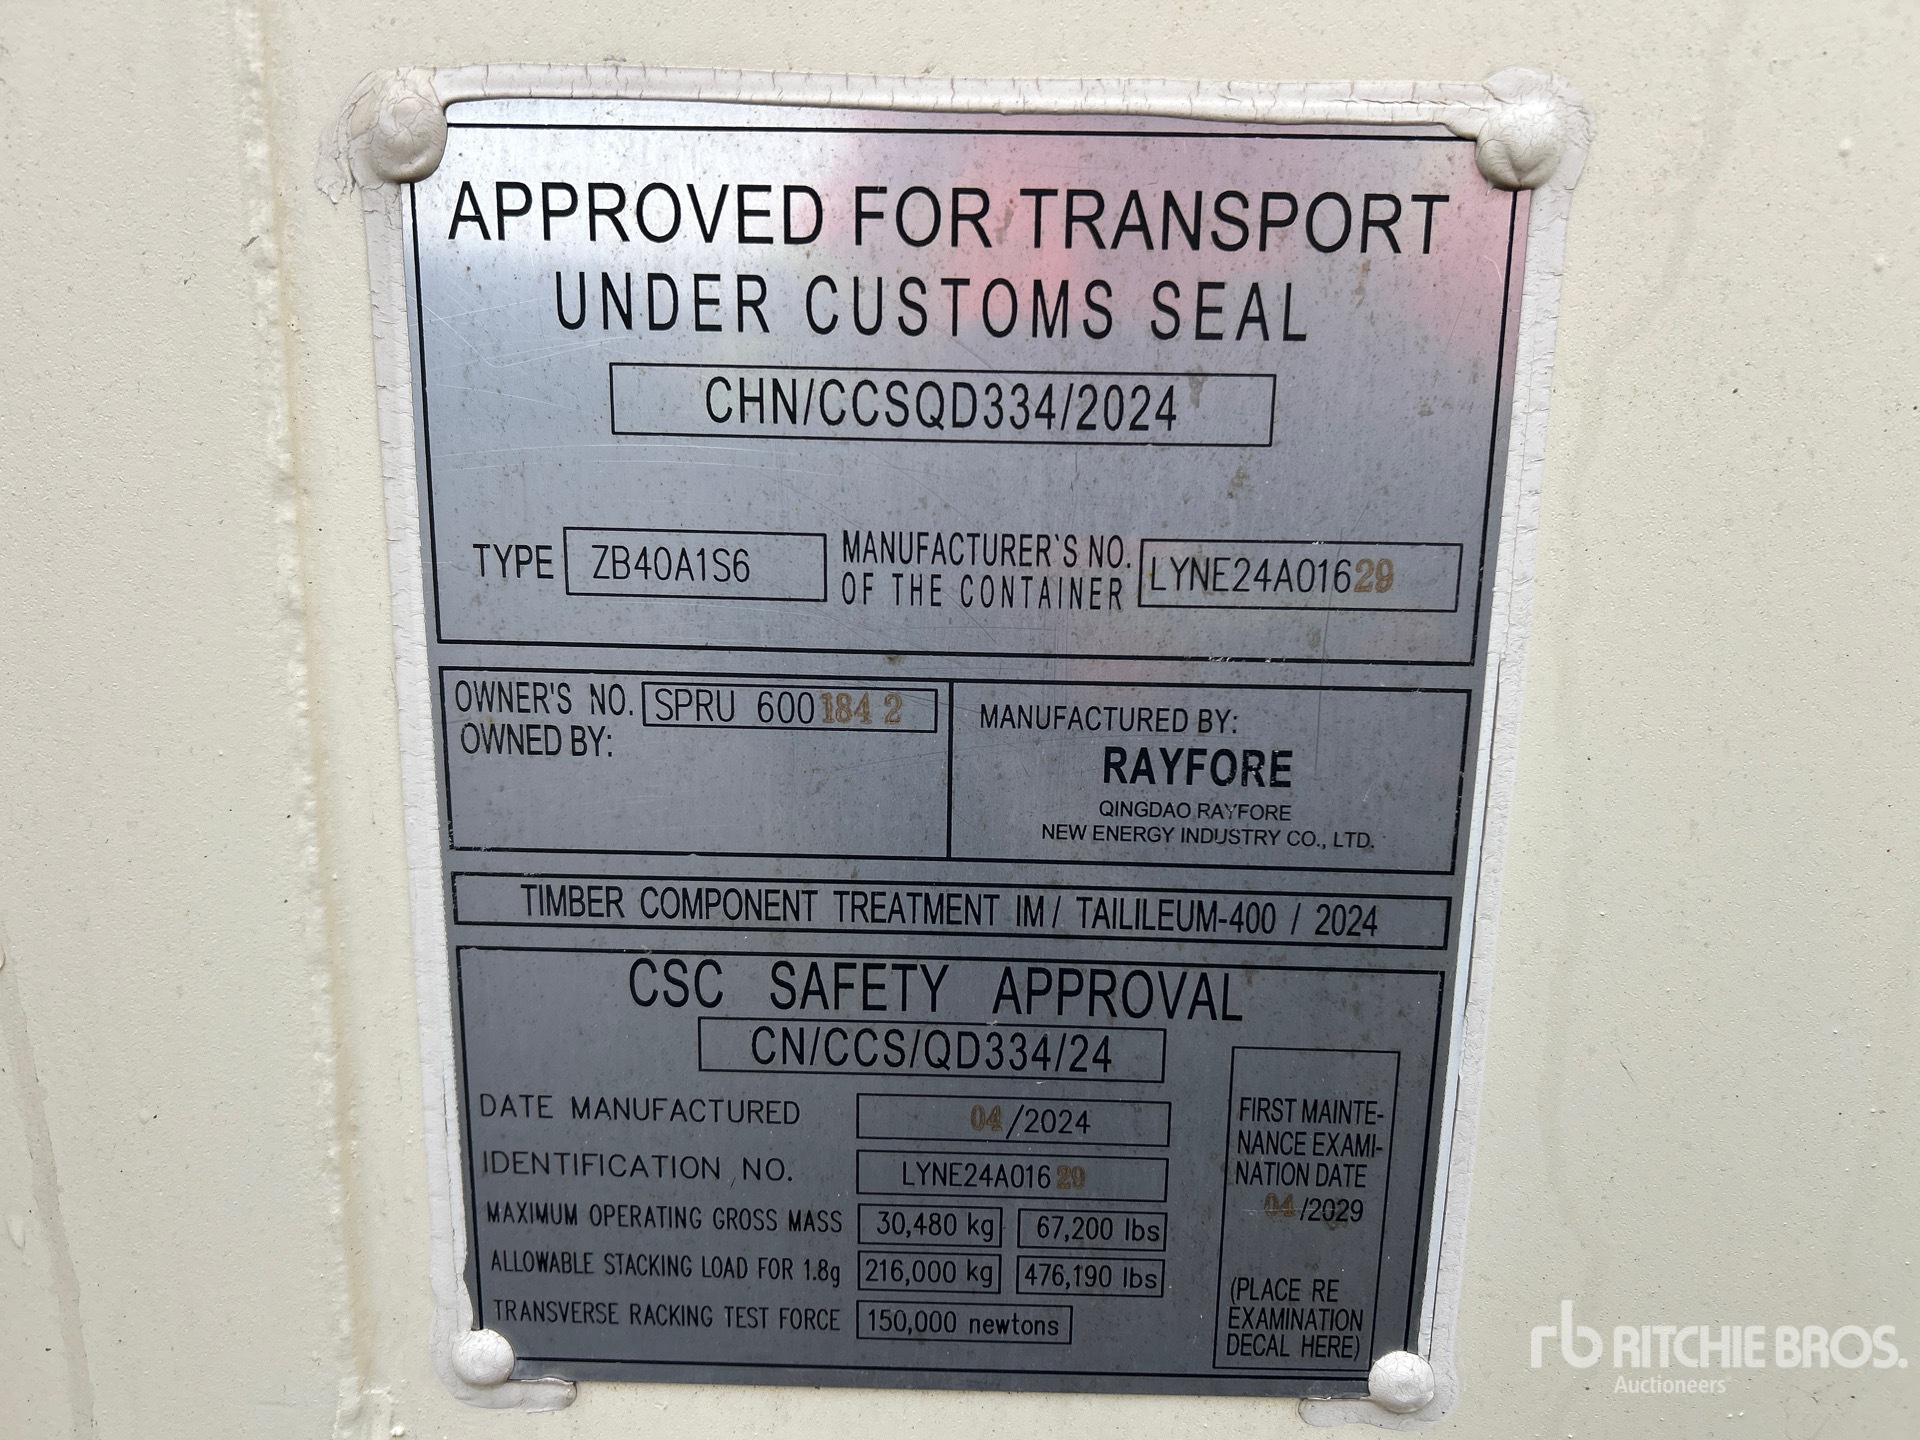 APPROVED FOR TRANSPORT
UNDER CUSTOMS SEAL
CHN/CCSQD334/2024
TYPE ZB40A1S6
MANUFACTURER'S NO.
OF THE CONTAINER
LYNE24A01629
OWNER'S NO. SPRU 600184 2
OWNED BY:
MANUFACTURED BY:
RAYFORE
QINGDAO RAYFORE
NEW ENERGY INDUSTRY CO., LTD.
TIMBER COMPONENT TREATMENT IM / TAILILEUM-400 / 2024
CSC SAFETY APPROVAL
CN/CCS/QD334/24
DATE MANUFACTURED 04/2024
IDENTIFICATION NO. LYNE24A01629
MAXIMUM OPERATING GROSS MASS 30,480 kg 67,200 lbs
ALLOWABLE STACKING LOAD FOR 1.8g 216,000 kg 476,190 lbs
TRANSVERSE RACKING TEST FORCE 150,000 newtons
FIRST MAINTE-
NANCE EXAMI-
NATION DATE
04/2029
(PLACE RE
EXAMINATION
DECAL HERE)
rb RITCHIE BROS.
Auctioneers